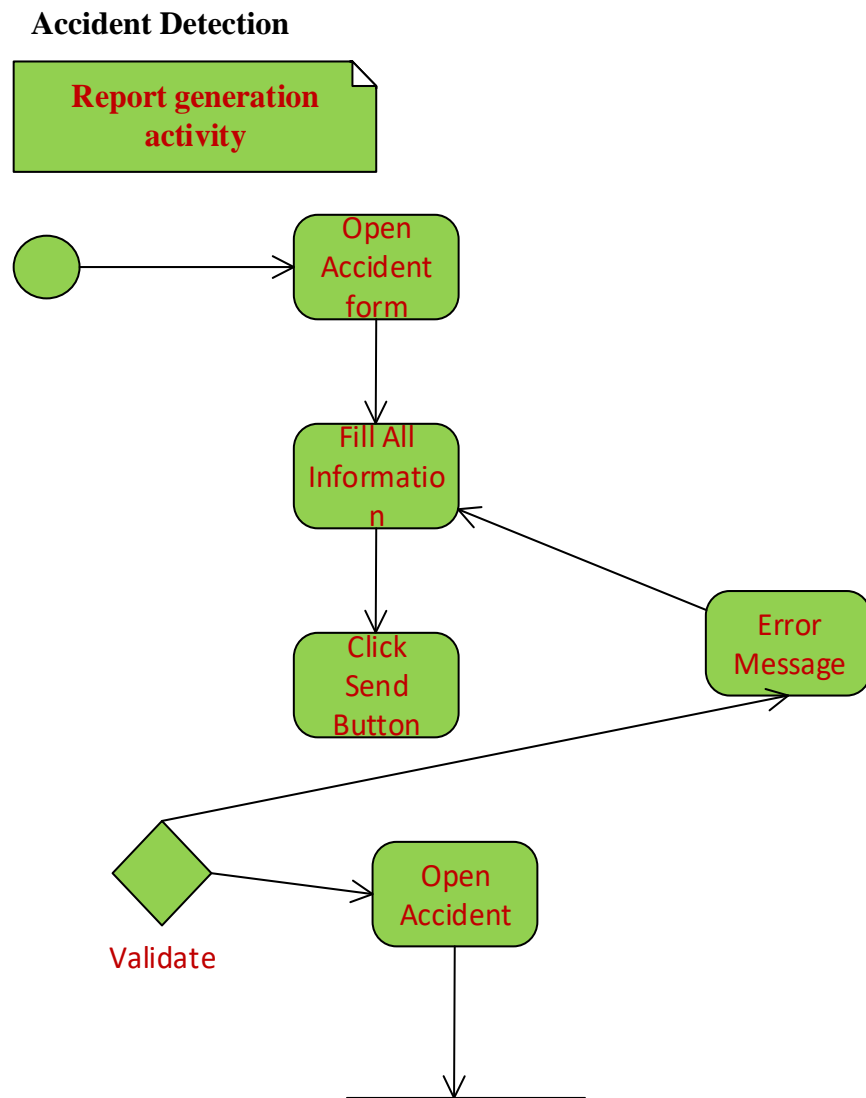 Accident Detection
Report generation
activity
Open
Accident
form
Fill All
Informatio
n
Click
Send
Button
Error
Message
Open
Accident
Validate